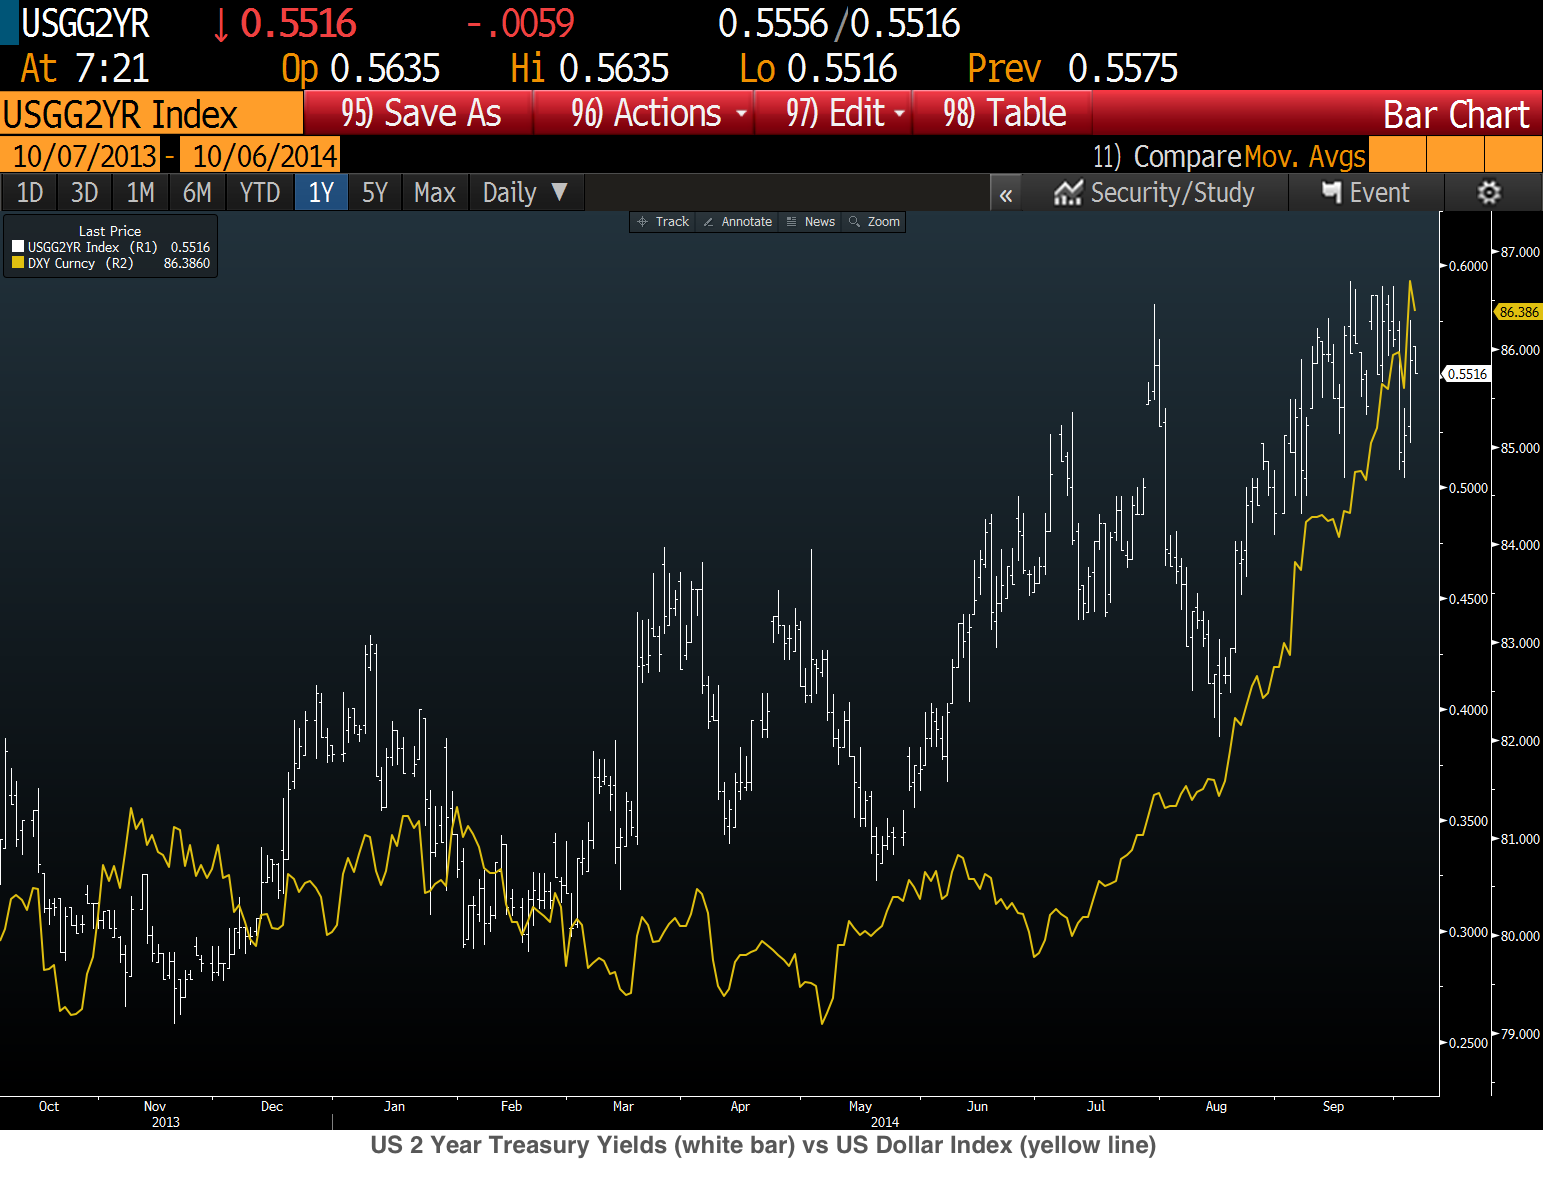 USGG2YR ↓ 0.5516 -.0059 0.5556/0.5516
At 7:21 Op 0.5635 Hi 0.5635 Lo 0.5516 Prev 0.5575
USGG2YR Index 95) Save As 96) Actions 97) Edit 98) Table Bar Chart
10/07/2013 - 10/06/2014 11) Compare Mov. Avgs
1D 3D 1M 6M YTD 1Y 5Y Max Daily ▼ « Security/Study Event
Track Annotate News Zoom
Last Price
USGG2YR Index (R1) 0.5516
DXY Curncy (R2) 86.3860
87.000
0.6000
86.386
86.000
0.5516
85.000
0.5000
84.000
0.4500
83.000
0.4000
82.000
0.3500
81.000
0.3000
80.000
79.000
0.2500
Oct Nov Dec Jan Feb Mar Apr May Jun Jul Aug Sep
2013 2014
US 2 Year Treasury Yields (white bar) vs US Dollar Index (yellow line)